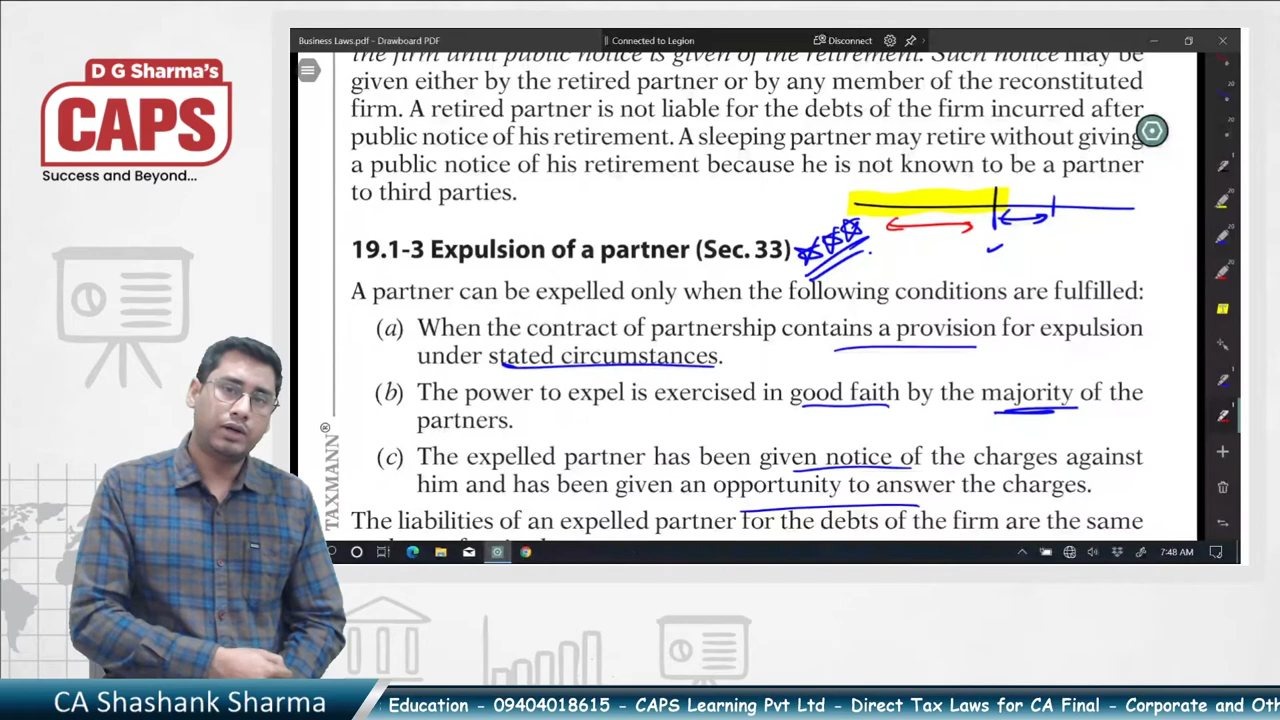 D G Sharma's
CAPS
Success and Beyond...
Business Laws.pdf - Drawboard PDF
Connected to Legion
Disconnect
the firm until public notice is given of the retirement. Such notice may be
given either by the retired partner or by any member of the reconstituted
firm. A retired partner is not liable for the debts of the firm incurred after
public notice of his retirement. A sleeping partner may retire without giving
a public notice of his retirement because he is not known to be a partner
to third parties.
19.1-3 Expulsion of a partner (Sec. 33)
A partner can be expelled only when the following conditions are fulfilled:
(a) When the contract of partnership contains a provision for expulsion
under stated circumstances.
(b) The power to expel is exercised in good faith by the majority of the
partners.
(c) The expelled partner has been given notice of the charges against
him and has been given an opportunity to answer the charges.
The liabilities of an expelled partner for the debts of the firm are the same
TAXMANN®
7:48 AM
CA Shashank Sharma
Education - 09404018615 - CAPS Learning Pvt Ltd - Direct Tax Laws for CA Final - Corporate and Oth